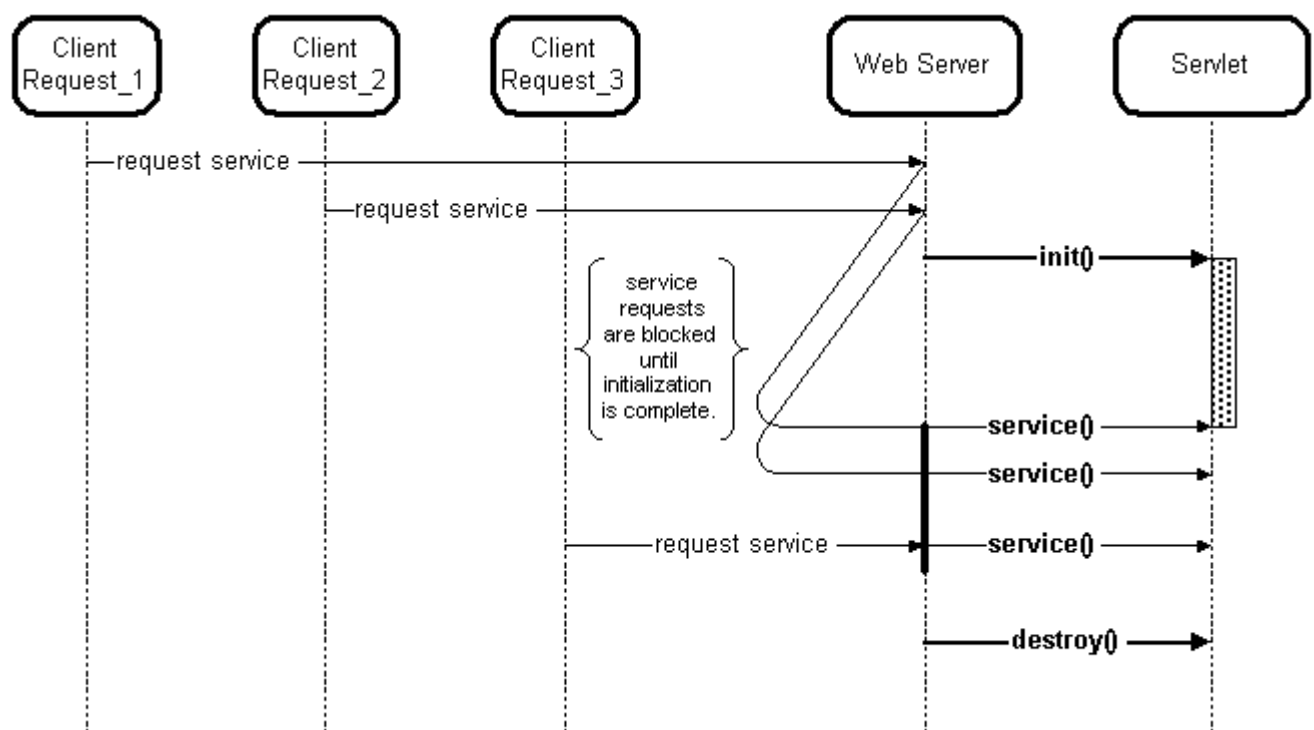 Client
Request_1
Client
Request_2
Client
Request_3
Web Server
Servlet
request service
request service
init()
service
requests
are blocked
until
initialization
is complete.
service()
service()
request service
service()
destroy()